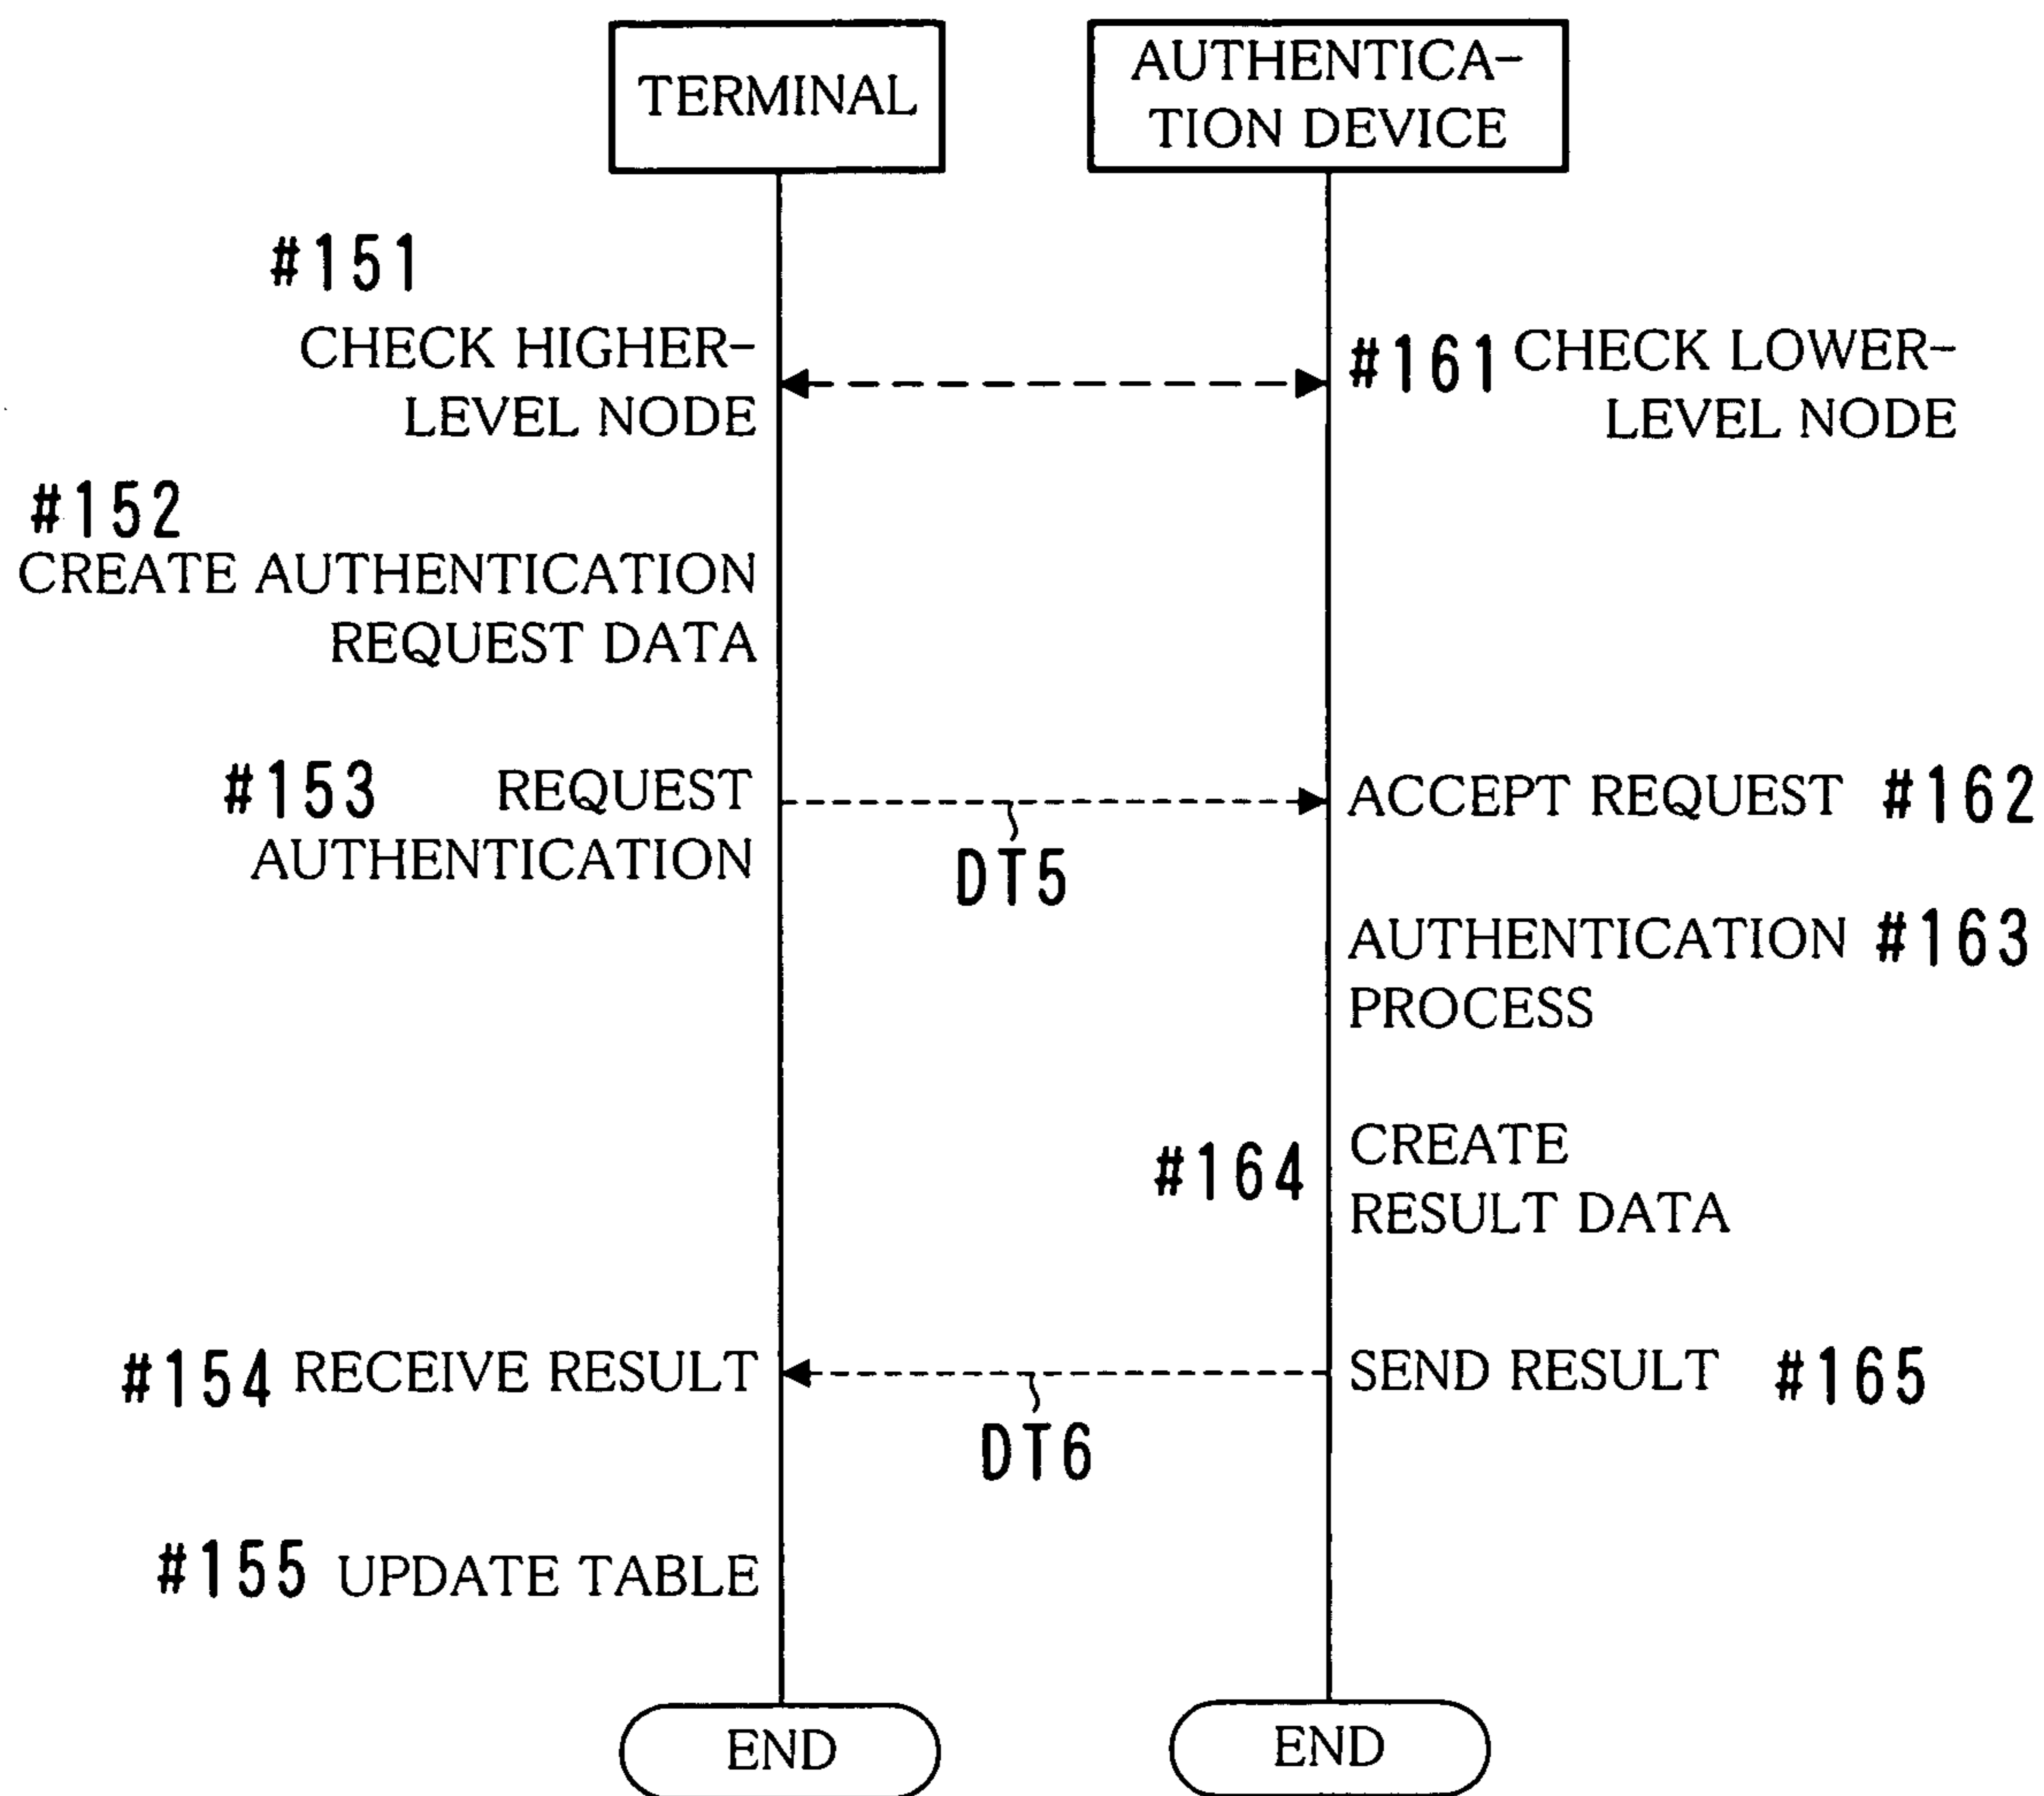 TERMINAL
AUTHENTICA-
TION DEVICE
#151
CHECK HIGHER-
LEVEL NODE
#161 CHECK LOWER-
LEVEL NODE
#152
CREATE AUTHENTICATION
REQUEST DATA
#153 REQUEST
AUTHENTICATION
DT5
ACCEPT REQUEST #162
AUTHENTICATION #163
PROCESS
#164
CREATE
RESULT DATA
#154 RECEIVE RESULT
SEND RESULT #165
DT6
#155 UPDATE TABLE
END
END